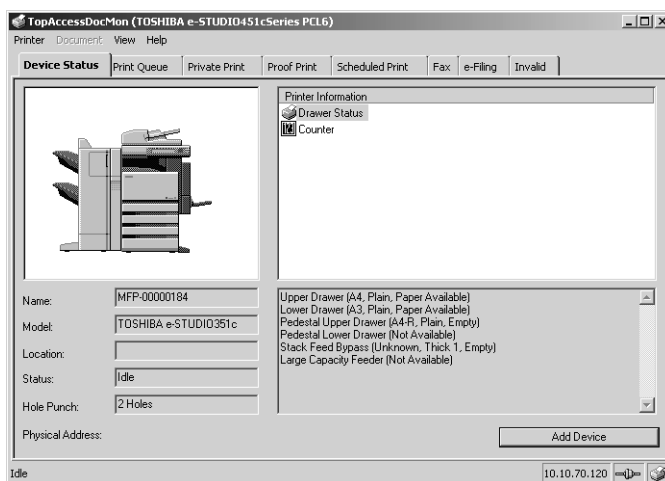 TopAccessDocMon (TOSHIBA e-STUDIO451cSeries PCL6)
Printer Document View Help
Device Status Print Queue Private Print Proof Print Scheduled Print Fax e-Filing Invalid
Printer Information
Drawer Status
Counter
Name: MFP-00000184
Model: TOSHIBA e-STUDIO351c
Location:
Status: Idle
Hole Punch: 2 Holes
Physical Address:
Upper Drawer (A4, Plain, Paper Available)
Lower Drawer (A3, Plain, Paper Available)
Pedestal Upper Drawer (A4-R, Plain, Empty)
Pedestal Lower Drawer (Not Available)
Stack Feed Bypass (Unknown, Thick 1, Empty)
Large Capacity Feeder (Not Available)
Add Device
Idle
10.10.70.120